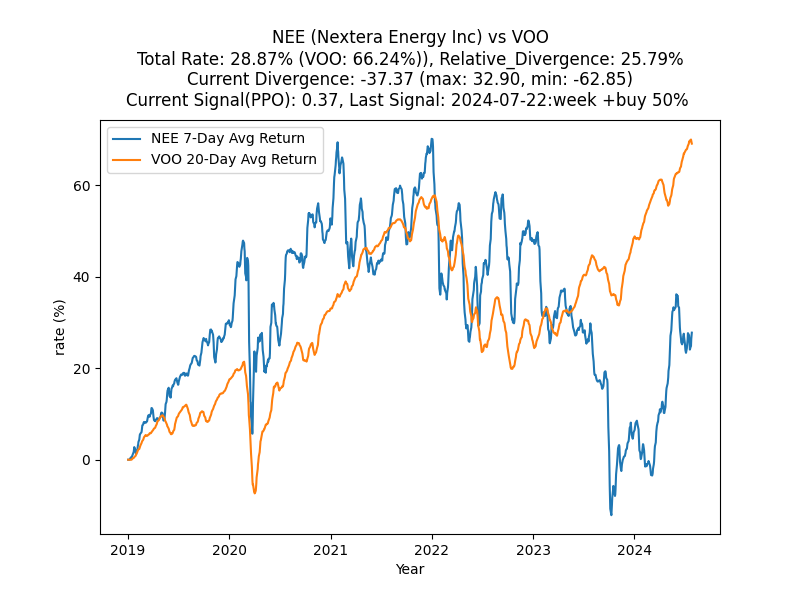 NEE (Nextera Energy Inc) vs VOO
Total Rate: 28.87% (VOO: 66.24%)), Relative_Divergence: 25.79%
Current Divergence: -37.37 (max: 32.90, min: -62.85)
Current Signal(PPO): 0.37, Last Signal: 2024-07-22:week +buy 50%
NEE 7-Day Avg Return
VOO 20-Day Avg Return
60
40
20
0
rate (%)
2019 2020 2021 2022 2023 2024
Year